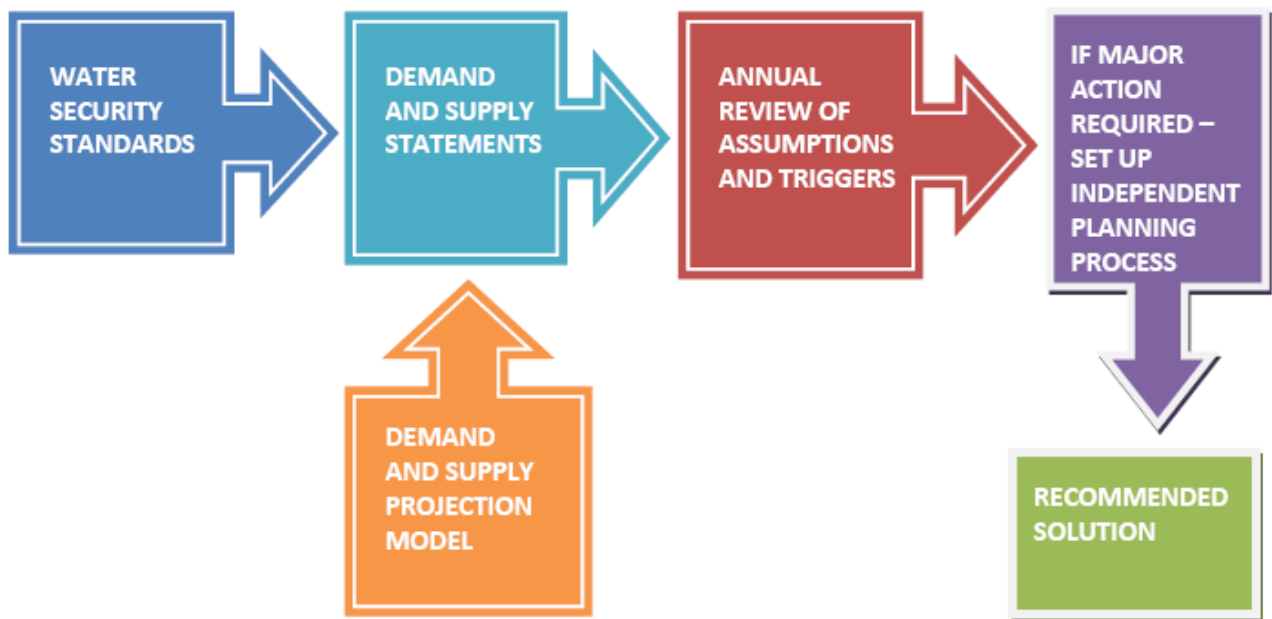 WATER
SECURITY
STANDARDS
DEMAND
AND SUPPLY
STATEMENTS
ANNUAL
REVIEW OF
ASSUMPTIONS
AND TRIGGERS
IF MAJOR
ACTION
REQUIRED –
SET UP
INDEPENDENT
PLANNING
PROCESS
DEMAND
AND SUPPLY
PROJECTION
MODEL
RECOMMENDED
SOLUTION